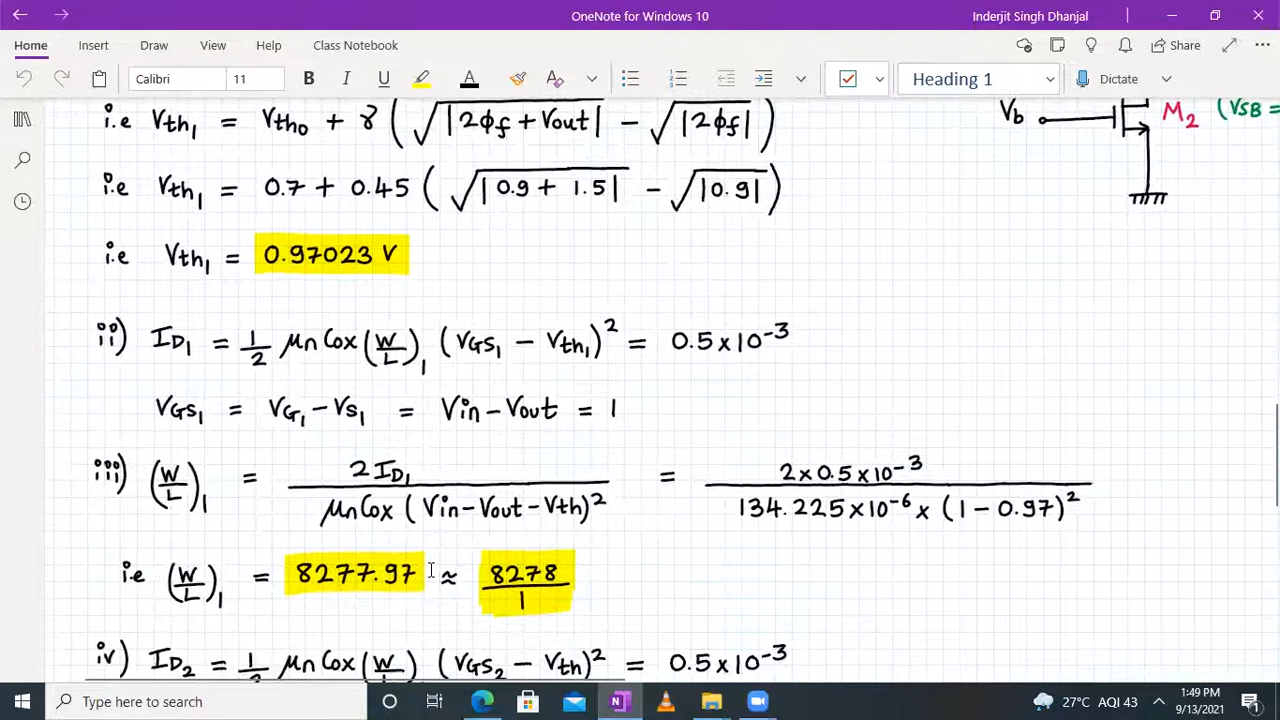 OneNote for Windows 10
Inderjit Singh Dhanjal
Home Insert Draw View Help Class Notebook
Share
Calibri 11 B I U A Heading 1 Dictate
i.e Vth₁ = Vth₀ + γ ( √|2ϕf + Vout| − √|2ϕf| )
Vb M2 (VSB =
i.e Vth₁ = 0.7 + 0.45 ( √|0.9 + 1.5| − √|0.9| )
i.e Vth₁ = 0.97023 V
ii) ID₁ = 1/2 μnCox (W/L)₁ (VGS₁ − Vth₁)² = 0.5 x 10⁻³
VGS₁ = VG₁ − VS₁ = Vin − Vout = 1
iii) (W/L)₁ = 2ID₁ / μnCox (Vin − Vout − Vth)² = 2 x 0.5 x 10⁻³ / 134.225 x 10⁻⁶ x (1 − 0.97)²
i.e (W/L)₁ = 8277.97 ≈ 8278/1
iv) ID₂ = 1/2 μnCox (W/L) (VGS₂ − Vth)² = 0.5 x 10⁻³
Type here to search
27°C AQI 43
1:49 PM
9/13/2021